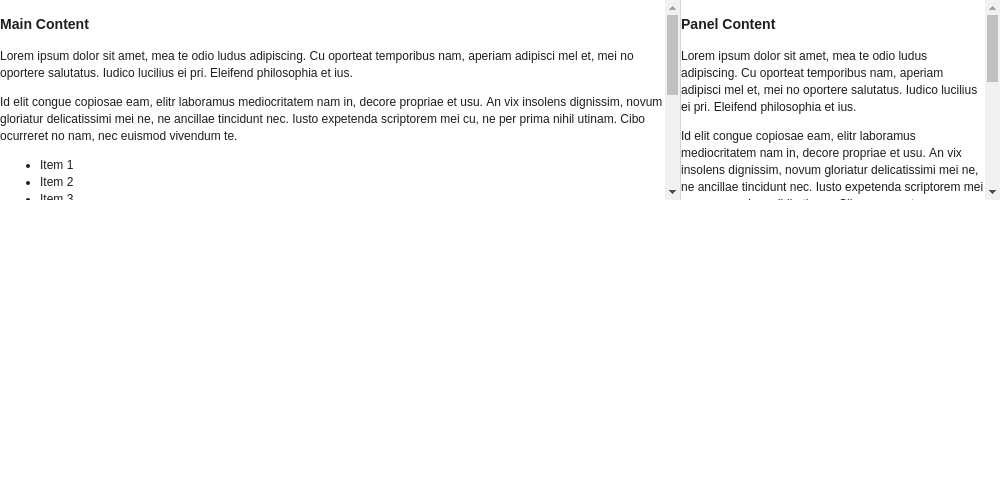 Main Content
Lorem ipsum dolor sit amet, mea te odio ludus adipiscing. Cu oporteat temporibus nam, aperiam adipisci mel et, mei no
oportere salutatus. Iudico lucilius ei pri. Eleifend philosophia et ius.
Id elit congue copiosae eam, elitr laboramus mediocritatem nam in, decore propriae et usu. An vix insolens dignissim, novum
gloriatur delicatissimi mei ne, ne ancillae tincidunt nec. Iusto expetenda scriptorem mei cu, ne per prima nihil utinam. Cibo
ocurreret no nam, nec euismod vivendum te.
Item 1
Item 2
Item 3
Panel Content
Lorem ipsum dolor sit amet, mea te odio ludus
adipiscing. Cu oporteat temporibus nam, aperiam
adipisci mel et, mei no oportere salutatus. Iudico lucilius
ei pri. Eleifend philosophia et ius.
Id elit congue copiosae eam, elitr laboramus
mediocritatem nam in, decore propriae et usu. An vix
insolens dignissim, novum gloriatur delicatissimi mei ne,
ne ancillae tincidunt nec. Iusto expetenda scriptorem mei